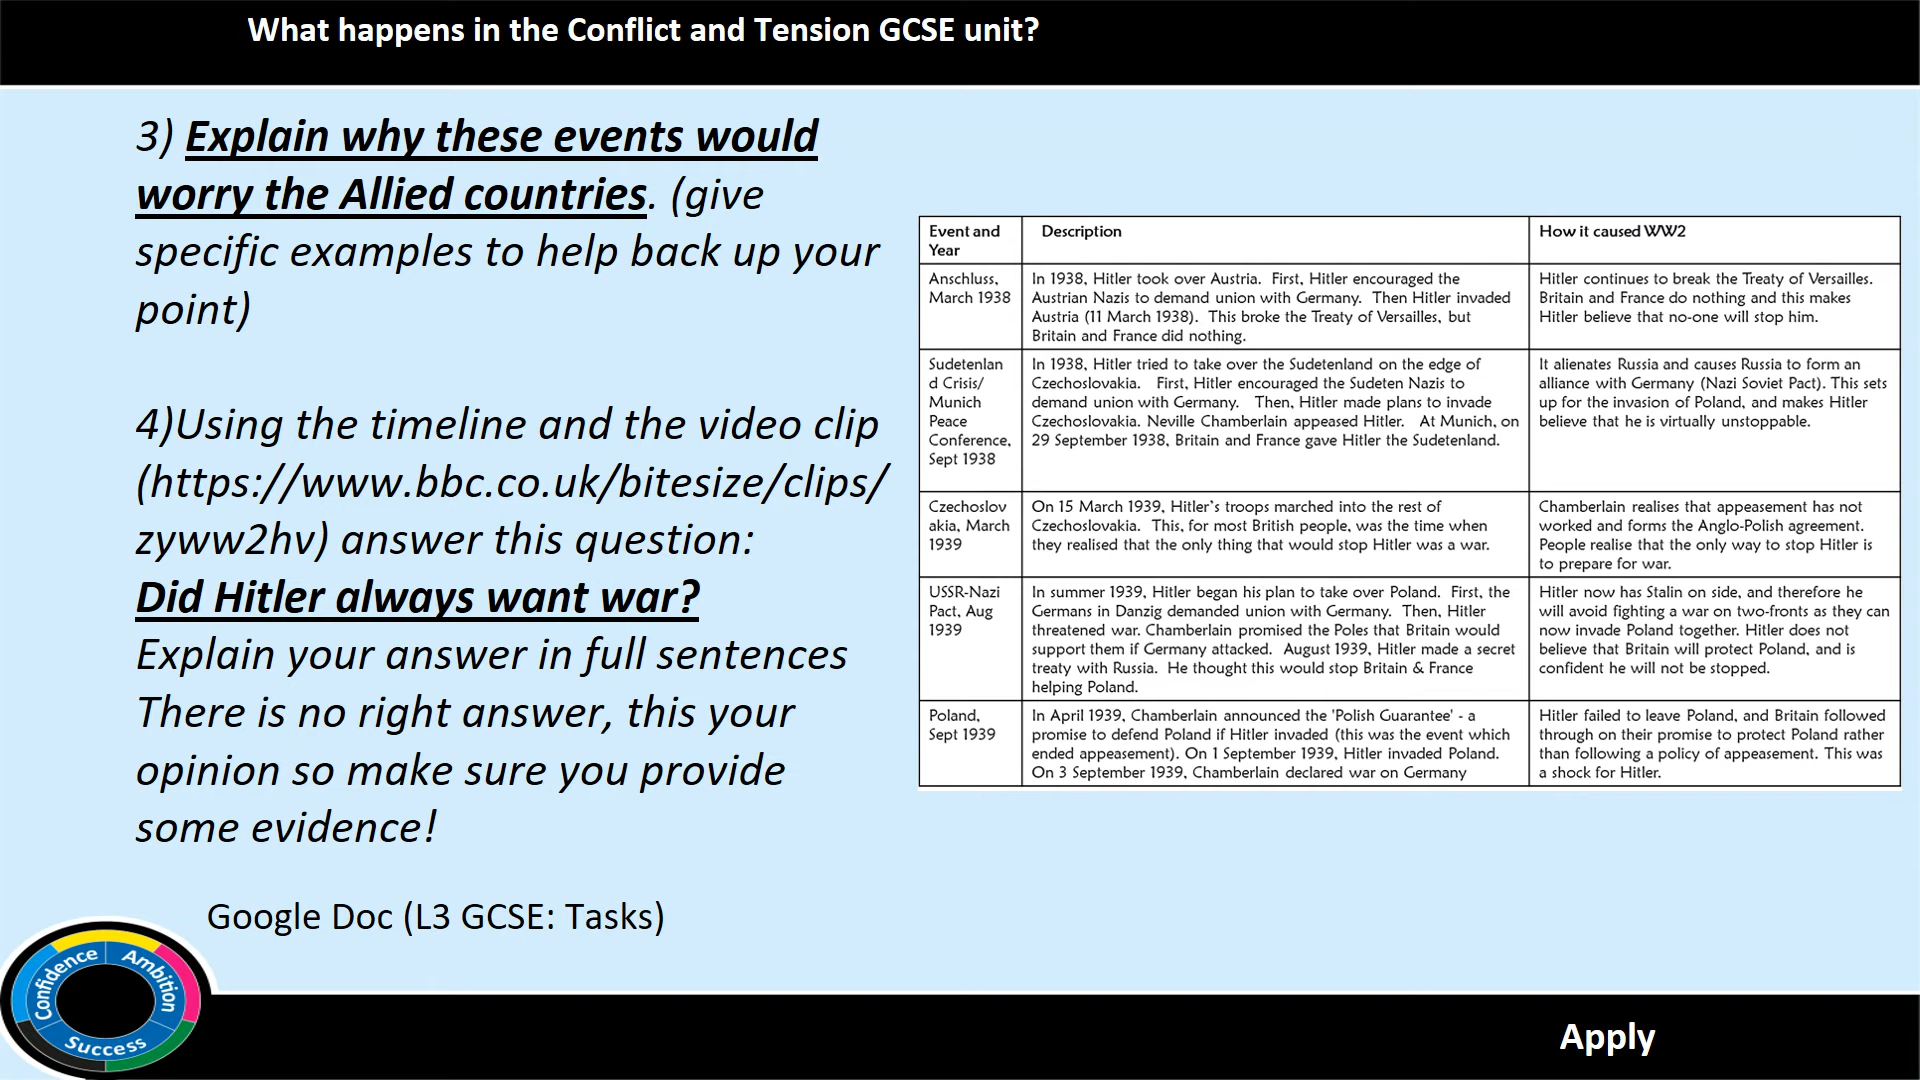 What happens in the Conflict and Tension GCSE unit?
3) Explain why these events would
worry the Allied countries. (give
specific examples to help back up your
point)
4)Using the timeline and the video clip
(https://www.bbc.co.uk/bitesize/clips/
zyww2hv) answer this question:
Did Hitler always want war?
Explain your answer in full sentences
There is no right answer, this your
opinion so make sure you provide
some evidence!
Google Doc (L3 GCSE: Tasks)
Event and
Year
Description
How it caused WW2
Anschluss,
March 1938
In 1938, Hitler took over Austria. First, Hitler encouraged the
Austrian Nazis to demand union with Germany. Then Hitler invaded
Austria (11 March 1938). This broke the Treaty of Versailles, but
Britain and France did nothing.
Hitler continues to break the Treaty of Versailles.
Britain and France do nothing and this makes
Hitler believe that no-one will stop him.
Sudetenlan
d Crisis/
Munich
Peace
Conference,
Sept 1938
In 1938, Hitler tried to take over the Sudetenland on the edge of
Czechoslovakia. First, Hitler encouraged the Sudeten Nazis to
demand union with Germany. Then, Hitler made plans to invade
Czechoslovakia. Neville Chamberlain appeased Hitler. At Munich, on
29 September 1938, Britain and France gave Hitler the Sudetenland.
It alienates Russia and causes Russia to form an
alliance with Germany (Nazi Soviet Pact). This sets
up for the invasion of Poland, and makes Hitler
believe that he is virtually unstoppable.
Czechoslov
akia, March
1939
On 15 March 1939, Hitler's troops marched into the rest of
Czechoslovakia. This, for most British people, was the time when
they realised that the only thing that would stop Hitler was a war.
Chamberlain realises that appeasement has not
worked and forms the Anglo-Polish agreement.
People realise that the only way to stop Hitler is
to prepare for war.
USSR-Nazi
Pact, Aug
1939
In summer 1939, Hitler began his plan to take over Poland. First, the
Germans in Danzig demanded union with Germany. Then, Hitler
threatened war. Chamberlain promised the Poles that Britain would
support them if Germany attacked. August 1939, Hitler made a secret
treaty with Russia. He thought this would stop Britain & France
helping Poland.
Hitler now has Stalin on side, and therefore he
will avoid fighting a war on two-fronts as they can
now invade Poland together. Hitler does not
believe that Britain will protect Poland, and is
confident he will not be stopped.
Poland,
Sept 1939
In April 1939, Chamberlain announced the 'Polish Guarantee' - a
promise to defend Poland if Hitler invaded (this was the event which
ended appeasement). On 1 September 1939, Hitler invaded Poland.
On 3 September 1939, Chamberlain declared war on Germany
Hitler failed to leave Poland, and Britain followed
through on their promise to protect Poland rather
than following a policy of appeasement. This was
a shock for Hitler.
Confidence
Ambition
Success
Apply